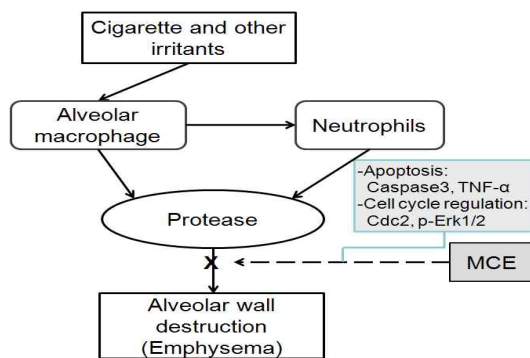 Cigarette and other
irritants
Alveolar
macrophage
Neutrophils
-Apoptosis:
Caspase3, TNF-α
-Cell cycle regulation:
Cdc2, p-Erk1/2
Protease
X
MCE
Alveolar wall
destruction
(Emphysema)